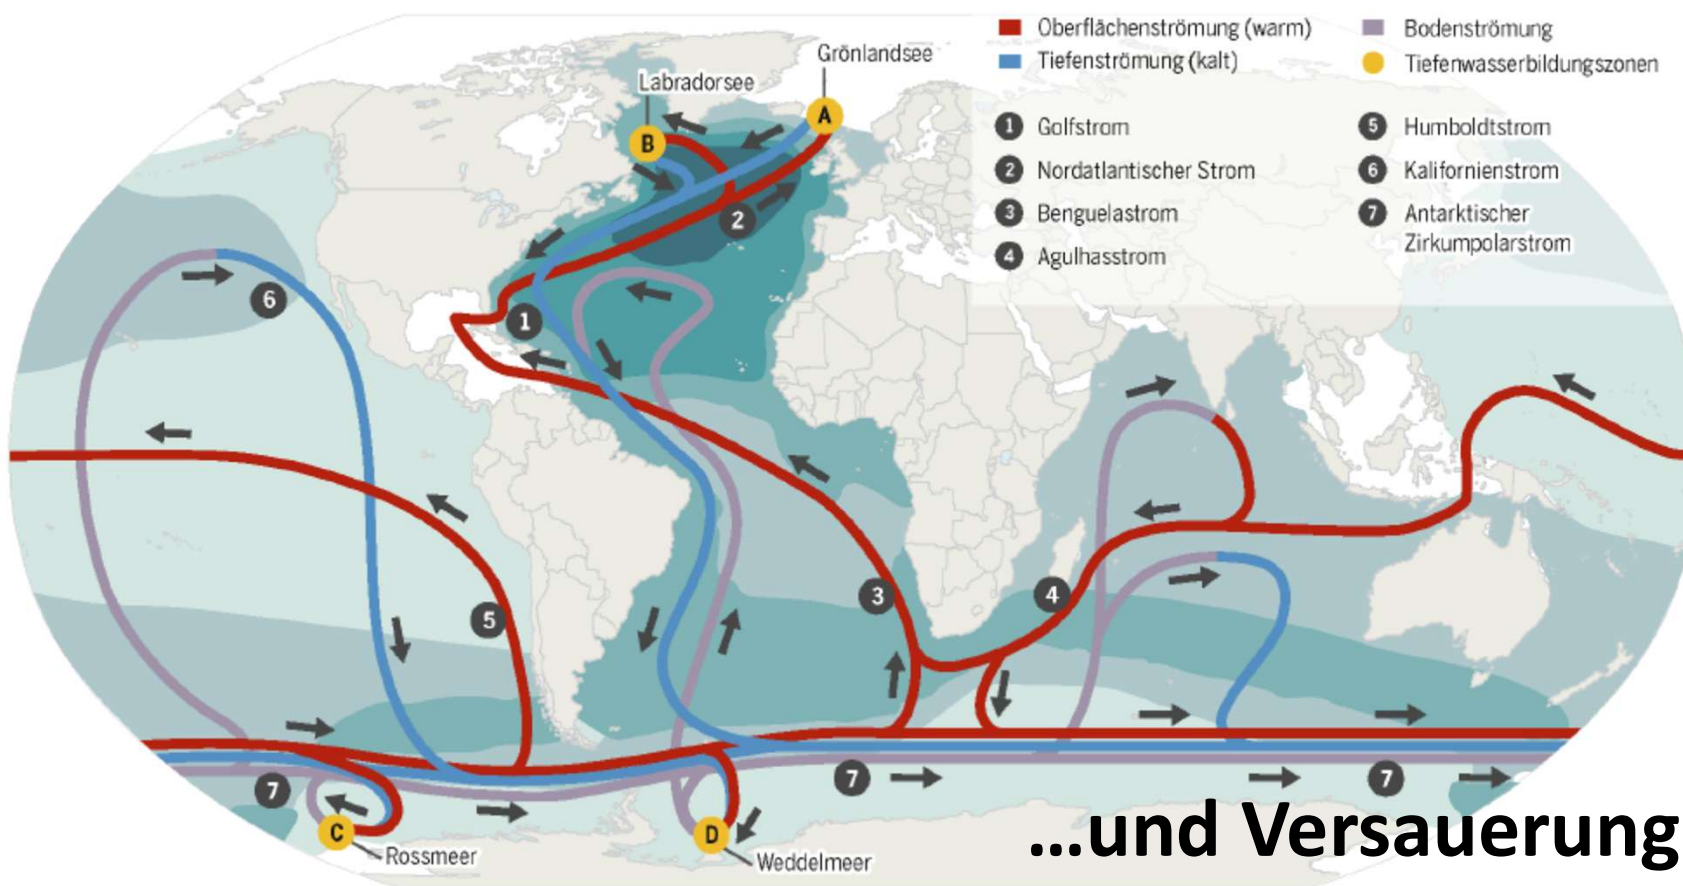 Oberflächenströmung (warm)
Tiefenströmung (kalt)
Bodenströmung
Tiefenwasserbildungszonen
1 Golfstrom
2 Nordatlantischer Strom
3 Benguelastrom
4 Agulhasstrom
5 Humboldtstrom
6 Kalifornienstrom
7 Antarktischer
Zirkumpolarstrom
Grönlandsee
A
Labradorsee
B
2
6
1
5
3
4
7
7
7
C
Rossmeer
D
Weddelmeer
...und Versauerung